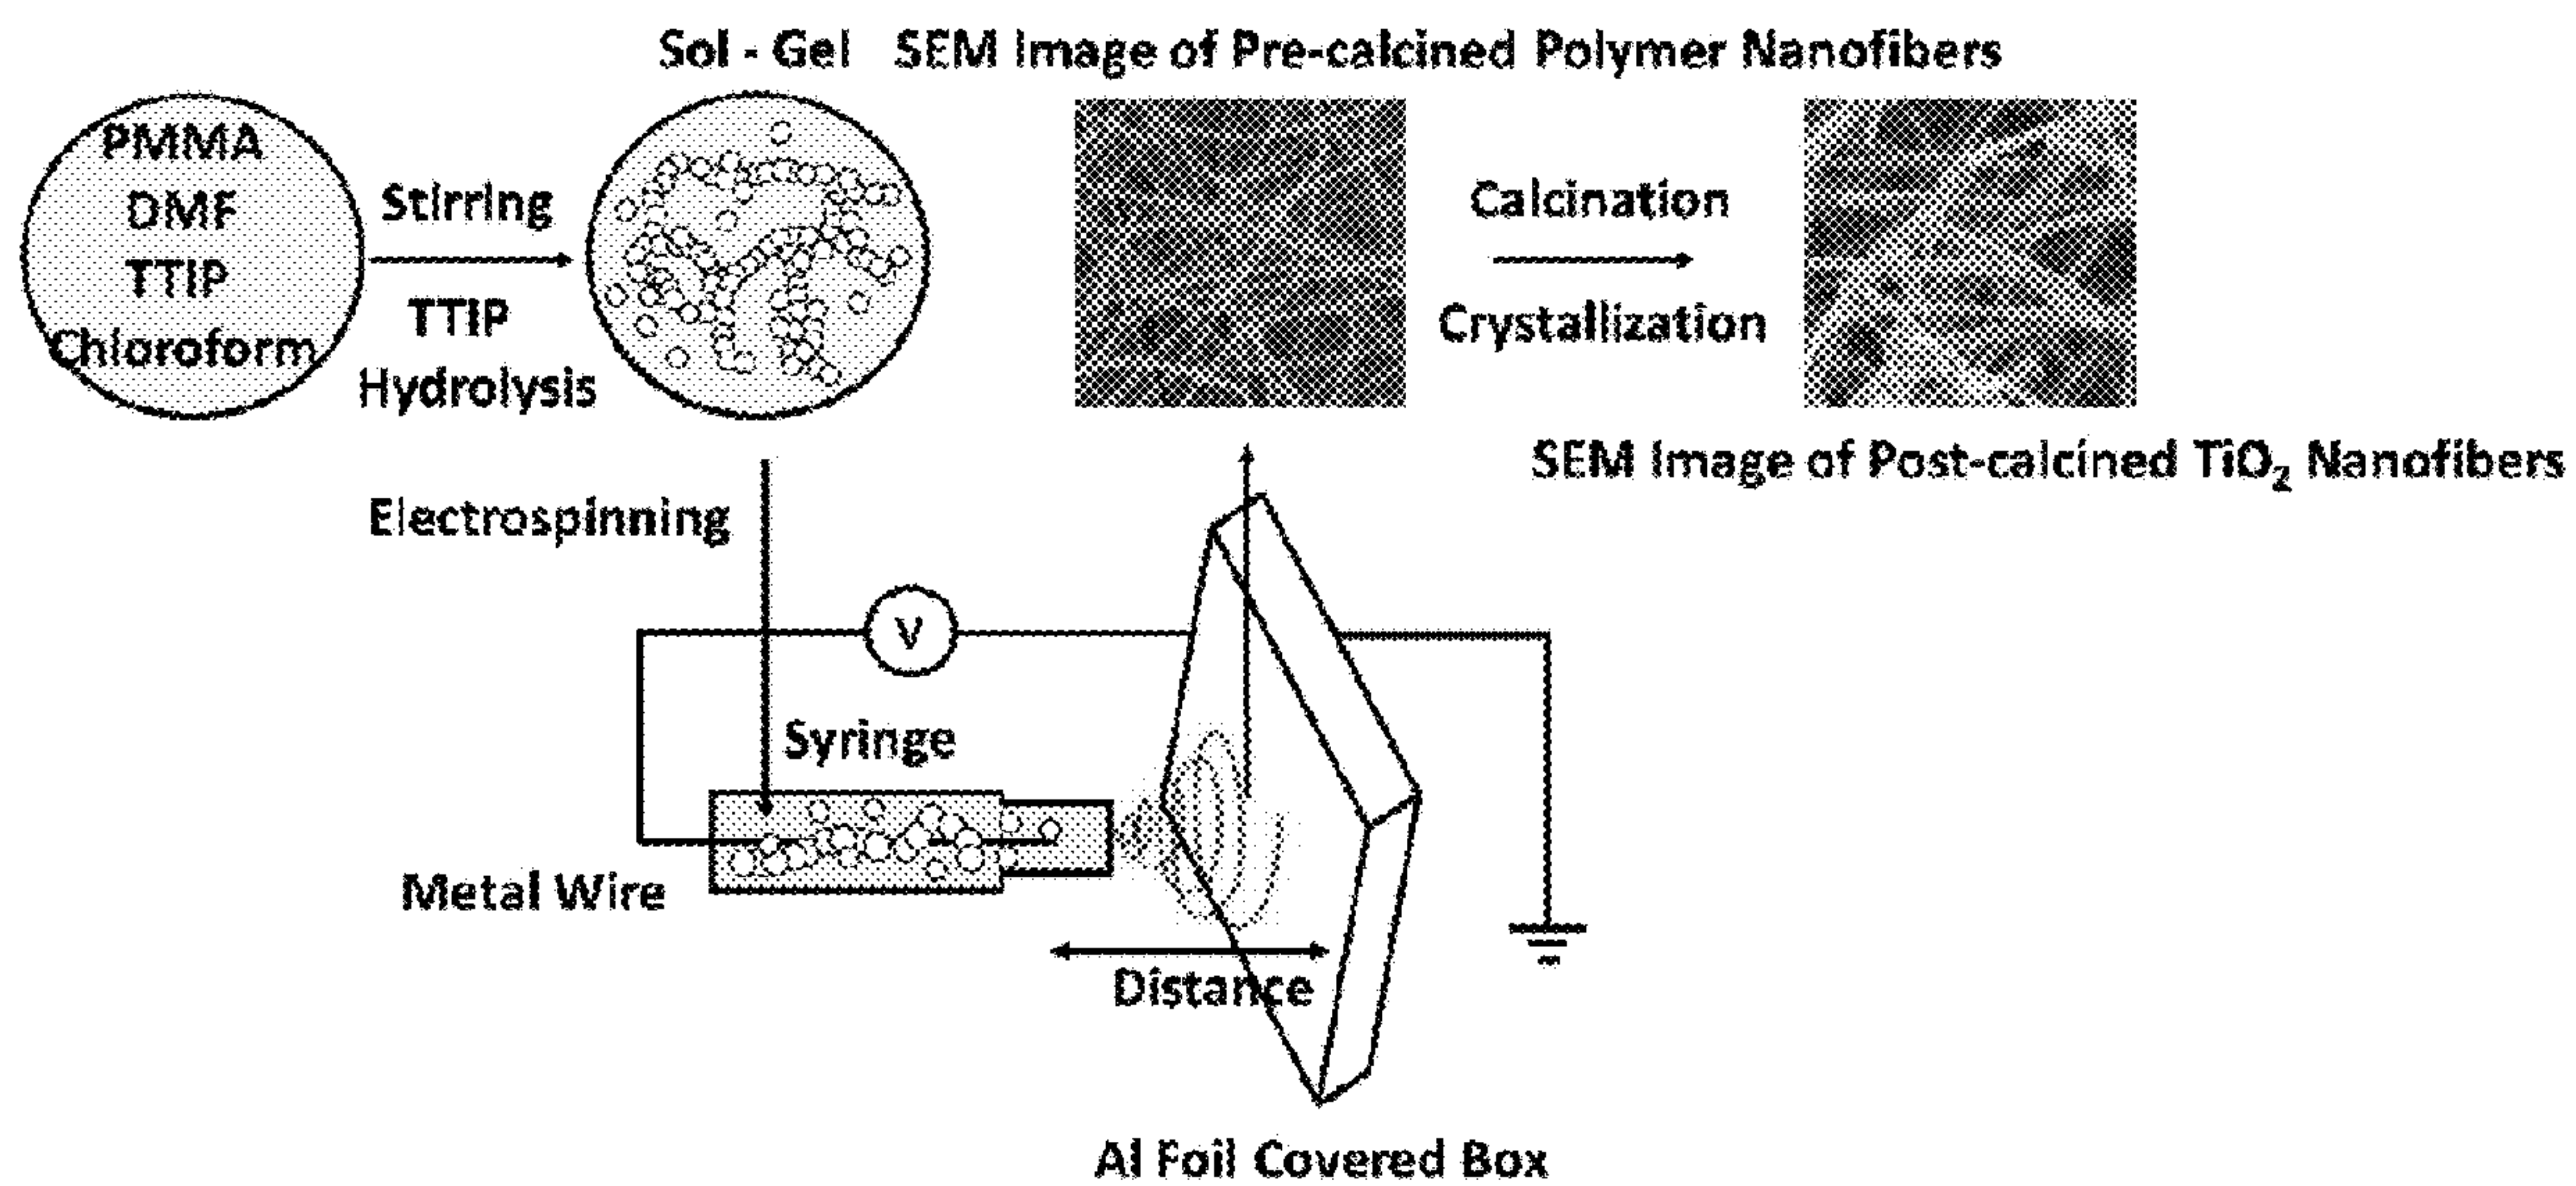 Sol - Gel SEM Image of Pre-calcined Polymer Nanofibers
PMMA
DMF
TTIP
Chloroform
Stirring
TTIP
Hydrolysis
Calcination
Crystallization
SEM Image of Post-calcined TiO₂ Nanofibers
Electrospinning
V
Syringe
Metal Wire
Distance
Al Foil Covered Box